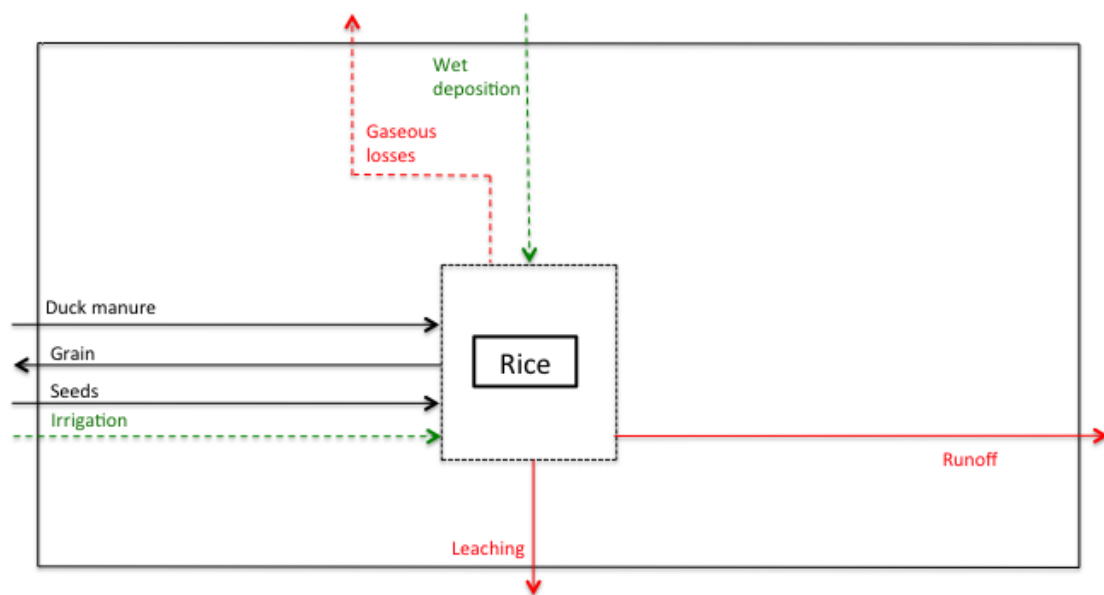 Wet
deposition
Gaseous
losses
Duck manure
Grain
Rice
Seeds
Irrigation
Runoff
Leaching